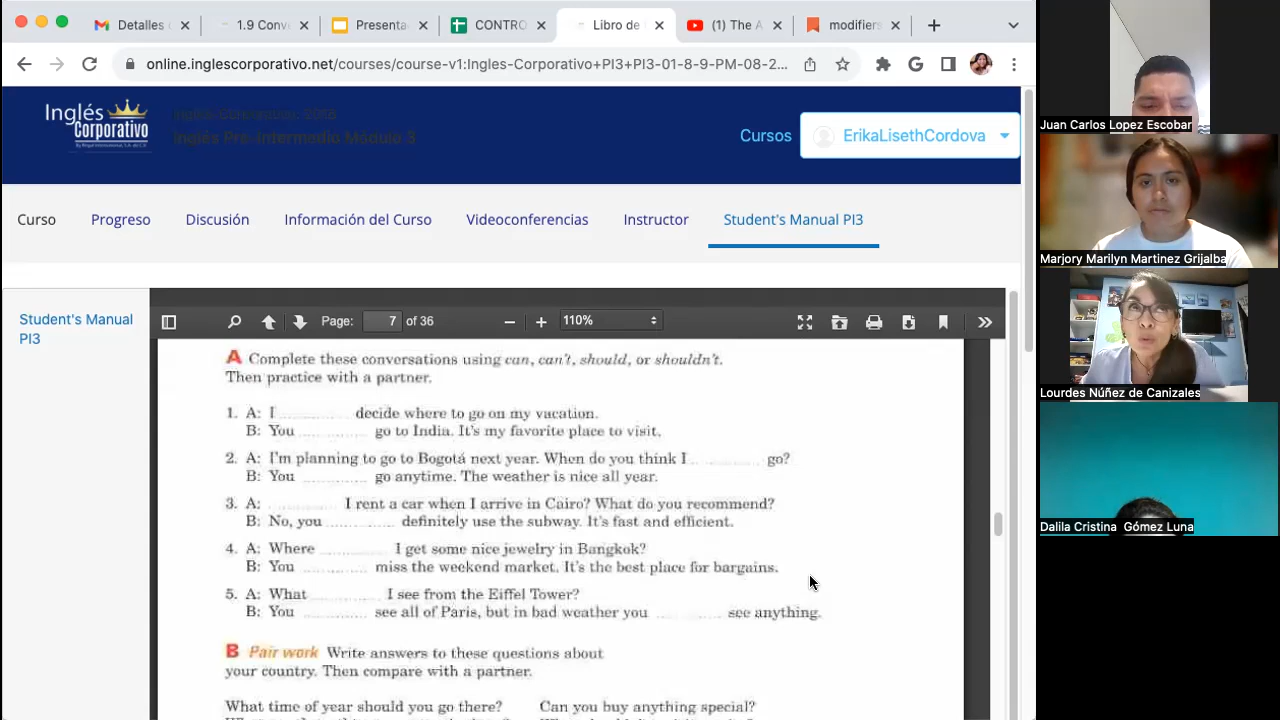 Detalles
1.9 Conv
Presenta
CONTRO
Libro de
(1) The A
modifiers
online.inglescorporativo.net/courses/course-v1:Ingles-Corporativo+PI3+PI3-01-8-9-PM-08-2...
Inglés
Corporativo
Inglés Pre-Intermedio Módulo 3
Cursos
ErikaLisethCordova
Curso
Progreso
Discusión
Información del Curso
Videoconferencias
Instructor
Student's Manual PI3
Student's Manual
PI3
Page: 7 of 36
110%
A Complete these conversations using can, can't, should, or shouldn't.
Then practice with a partner.
1. A: I ............ decide where to go on my vacation.
B: You ............ go to India. It's my favorite place to visit.
2. A: I'm planning to go to Bogotá next year. When do you think I ............ go?
B: You ............ go anytime. The weather is nice all year.
3. A: ............ I rent a car when I arrive in Cairo? What do you recommend?
B: No, you ............ definitely use the subway. It's fast and efficient.
4. A: Where ............ I get some nice jewelry in Bangkok?
B: You ............ miss the weekend market. It's the best place for bargains.
5. A: What ............ I see from the Eiffel Tower?
B: You ............ see all of Paris, but in bad weather you ............ see anything.
B Pair work Write answers to these questions about
your country. Then compare with a partner.
What time of year should you go there?
Can you buy anything special?
Juan Carlos Lopez Escobar
Marjory Marilyn Martinez Grijalba
Lourdes Núñez de Canizales
Dalila Cristina Gómez Luna